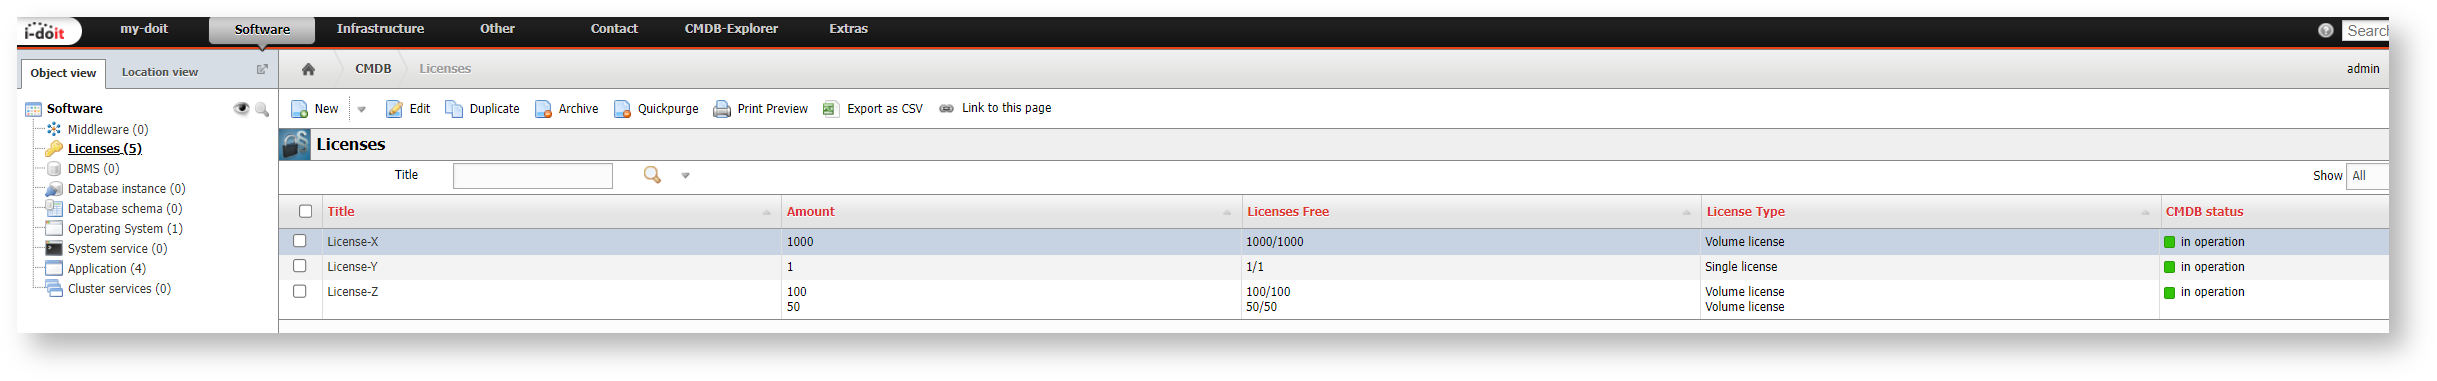 i-doit my-doit Software Infrastructure Other Contact CMDB-Explorer Extras Search
Object view Location view CMDB Licenses admin
Software
Middleware (0)
Licenses (5)
DBMS (0)
Database instance (0)
Database schema (0)
Operating System (1)
System service (0)
Application (4)
Cluster services (0)
New Edit Duplicate Archive Quickpurge Print Preview Export as CSV Link to this page
Licenses
Title Show All
Title Amount Licenses Free License Type CMDB status
License-X 1000 1000/1000 Volume license in operation
License-Y 1 1/1 Single license in operation
License-Z 100 100/100 Volume license in operation
50 50/50 Volume license